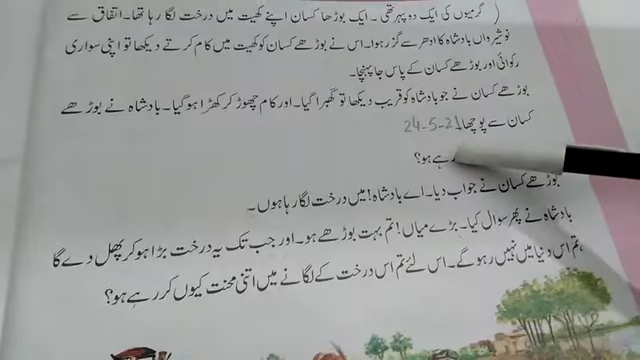 گرمیوں کی ایک دوپہر تھی۔ ایک بوڑھا کسان اپنے کھیت میں درخت لگا رہا تھا۔ اتفاق سے
نوشیرواں بادشاہ کا ادھر سے گزر ہوا۔ اس نے بوڑھے کسان کو کھیت میں کام کرتے دیکھا تو اپنی سواری
رکوائی اور بوڑھے کسان کے پاس جا پہنچا۔
بوڑھے کسان نے جو بادشاہ کو قریب دیکھا تو گھبرا گیا۔ اور کام چھوڑ کر کھڑا ہو گیا۔ بادشاہ نے بوڑھے
کسان سے پوچھا 24-5-21
رہے ہو؟
بوڑھے کسان نے جواب دیا۔ اے بادشاہ! میں درخت لگا رہا ہوں۔
بادشاہ نے پھر سوال کیا۔ بڑے میاں! تم بہت بوڑھے ہو۔ اور جب تک یہ درخت بڑا ہو کر پھل دے گا
تم اس دنیا میں نہیں رہو گے۔ اس لئے تم اس درخت کے لگانے میں اتنی محنت کیوں کر رہے ہو؟